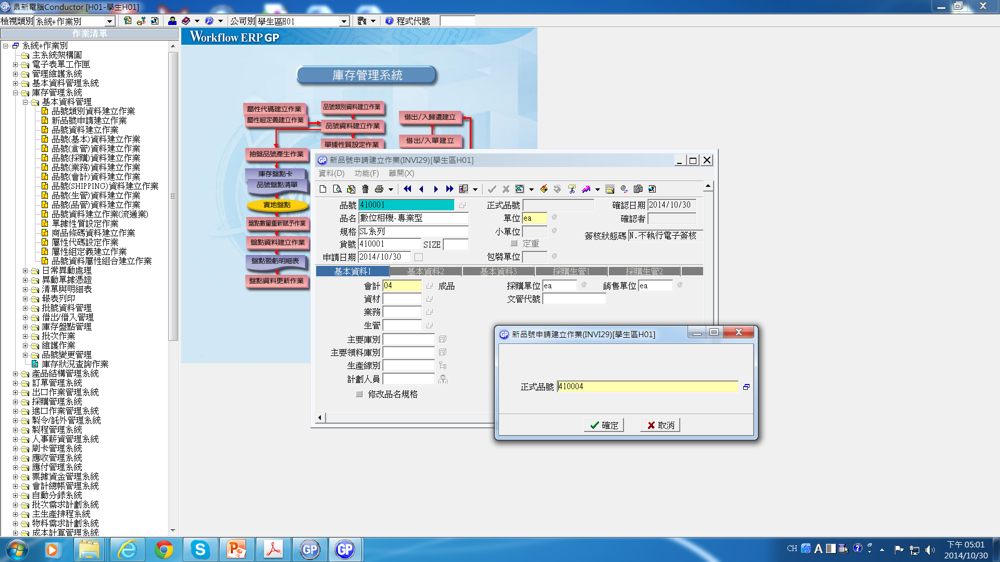 鼎新電腦Conductor [H01-學生H01]
檢視類別 系統+作業別 公司別 學生區H01 程式代號
作業清單
系統+作業別
主系統架構圖
電子表單工作匣
管理維護系統
基本資料管理系統
庫存管理系統
基本資料管理
品號類別資料建立作業
新品號申請建立作業
品號資料建立作業
品號(基本)資料建立作業
品號(倉管)資料建立作業
品號(採購)資料建立作業
品號(業務)資料建立作業
品號(會計)資料建立作業
品號(SHIPPING)資料建立作業
品號(生管)資料建立作業
品號(品管)資料建立作業
品號資料建立作業(流通業)
單據性質設定作業
商品條碼資料建立作業
屬性代碼設定作業
屬性組定義建立作業
品號資料屬性組合建立作業
日常異動處理
異動單據憑證
清單與明細表
報表列印
批號資料管理
借出/借入管理
庫存盤點管理
批次作業
維護作業
品號變更管理
庫存狀況查詢作業
產品結構管理系統
訂單管理系統
出口作業管理系統
採購管理系統
進口作業管理系統
製令/託外管理系統
製程管理系統
人事薪資管理系統
刷卡管理系統
應收管理系統
應付管理系統
票據資金管理系統
會計總帳管理系統
自動分錄系統
批次需求計劃系統
主生產排程系統
物料需求計劃系統
成本計算管理系統
Workflow ERP GP
庫存管理系統
屬性代碼建立作業
屬性組定義建立作業
品號類別資料建立作業
品號資料建立作業
單據性質設定作業
借出/入歸還建立
借出/入單建立
抽盤品號產生作業
庫存盤點卡
品號盤點清單
實地盤點
盤點數量重新賦予作業
盤點資料建立作業
盤點盈虧明細表
盤點資料更新作業
新品號申請建立作業(INVI29)[學生區H01]
資料(D) 功能(F) 離開(X)
品號 410001 正式品號 確認日期 2014/10/30
品名 數位相機-專業型 單位 ea 確認者
規格 SL系列 小單位 簽核狀態碼 N.不執行電子簽核
貨號 410001 SIZE 定重
申請日期 2014/10/30 包裝單位
基本資料1 基本資料2 基本資料3 採購生管1 採購生管2
會計 04 成品 採購單位 ea 銷售單位 ea
資材 文管代號
業務
生管
主要庫別
主要領料庫別
生產線別
計劃人員
修改品名規格
新品號申請建立作業(INVI29)[學生區H01]
正式品號 410004
確定 取消
CH
下午 05:01
2014/10/30